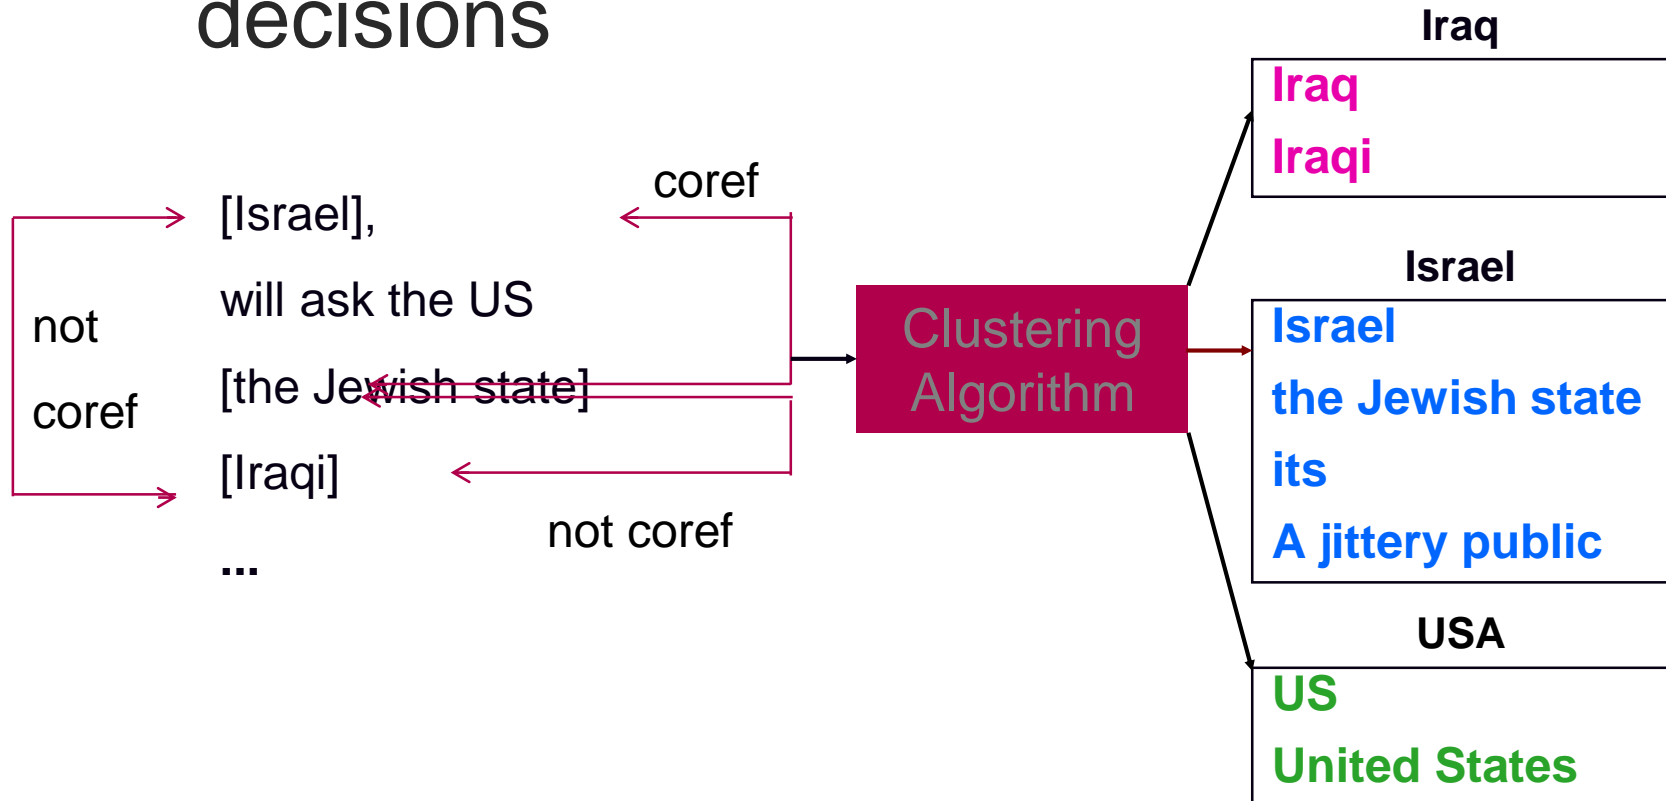 decisions
coref
[Israel],
will ask the US
not
[the Jewish state]
coref
[Iraqi]
not coref
...
Clustering
Algorithm
Iraq
Iraq
Iraqi
Israel
Israel
the Jewish state
its
A jittery public
USA
US
United States